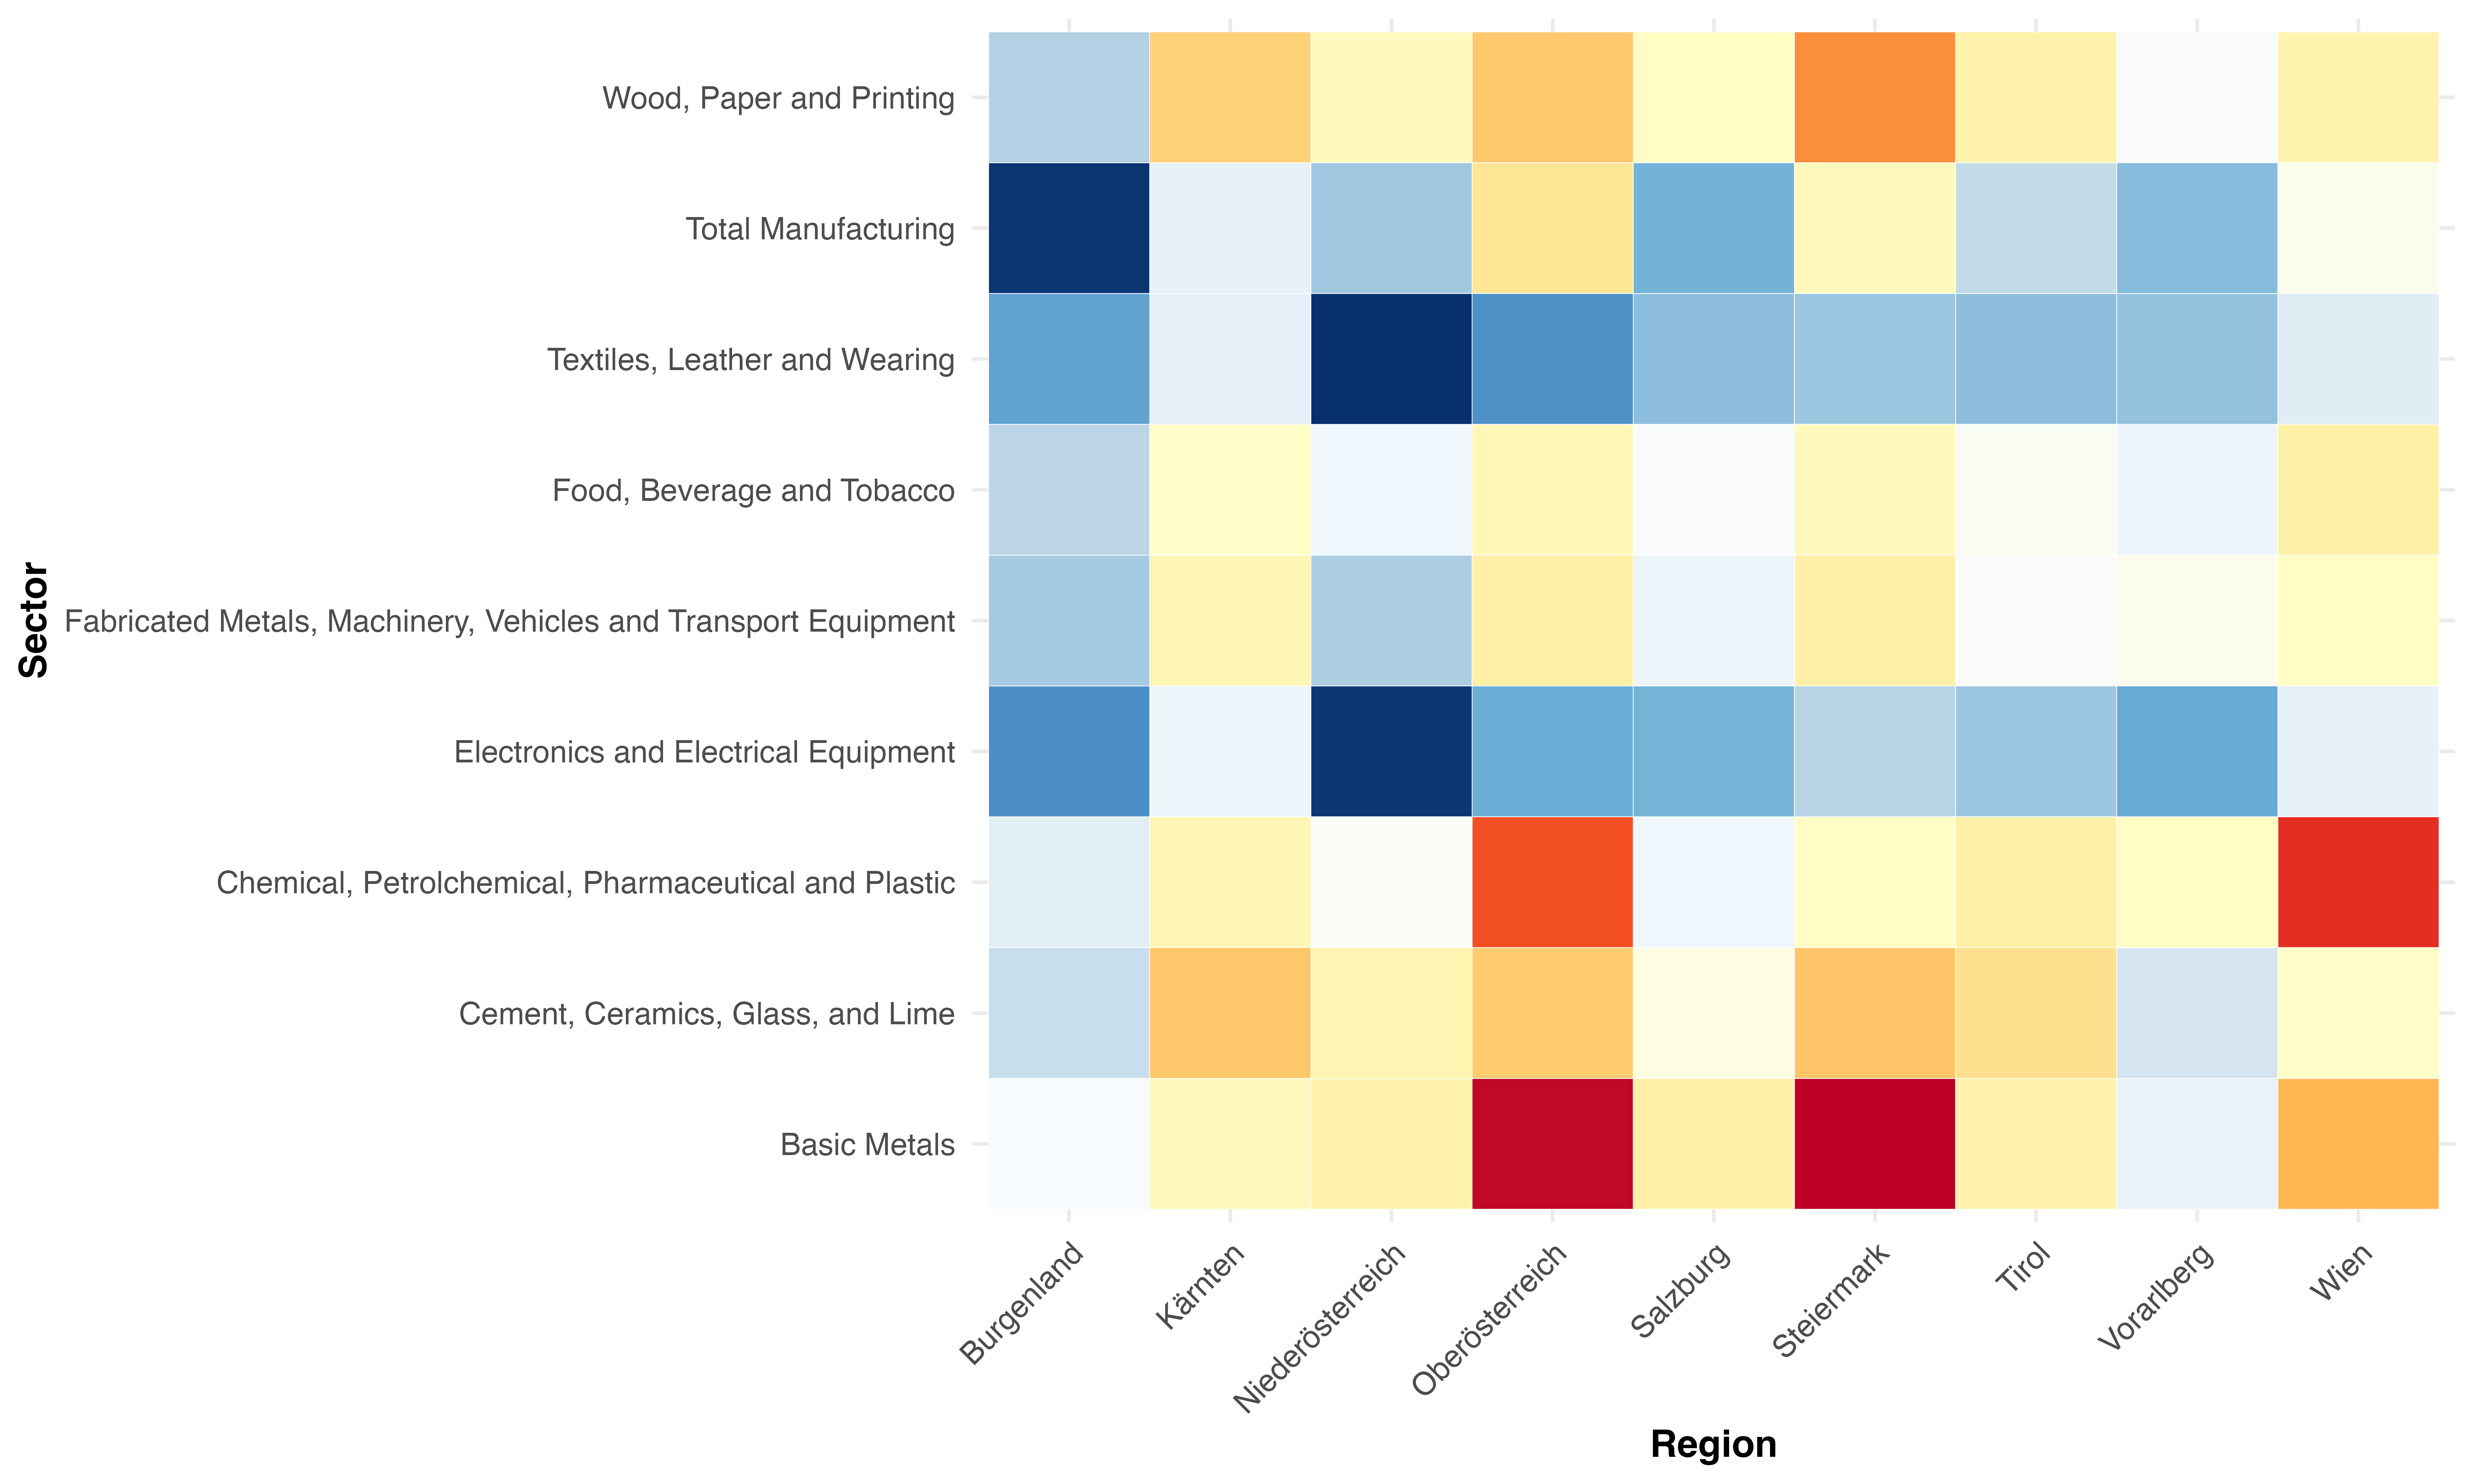 Sector
Wood, Paper and Printing
Total Manufacturing
Textiles, Leather and Wearing
Food, Beverage and Tobacco
Fabricated Metals, Machinery, Vehicles and Transport Equipment
Electronics and Electrical Equipment
Chemical, Petrolchemical, Pharmaceutical and Plastic
Cement, Ceramics, Glass, and Lime
Basic Metals
Burgenland
Kärnten
Niederösterreich
Oberösterreich
Salzburg
Steiermark
Tirol
Vorarlberg
Wien
Region